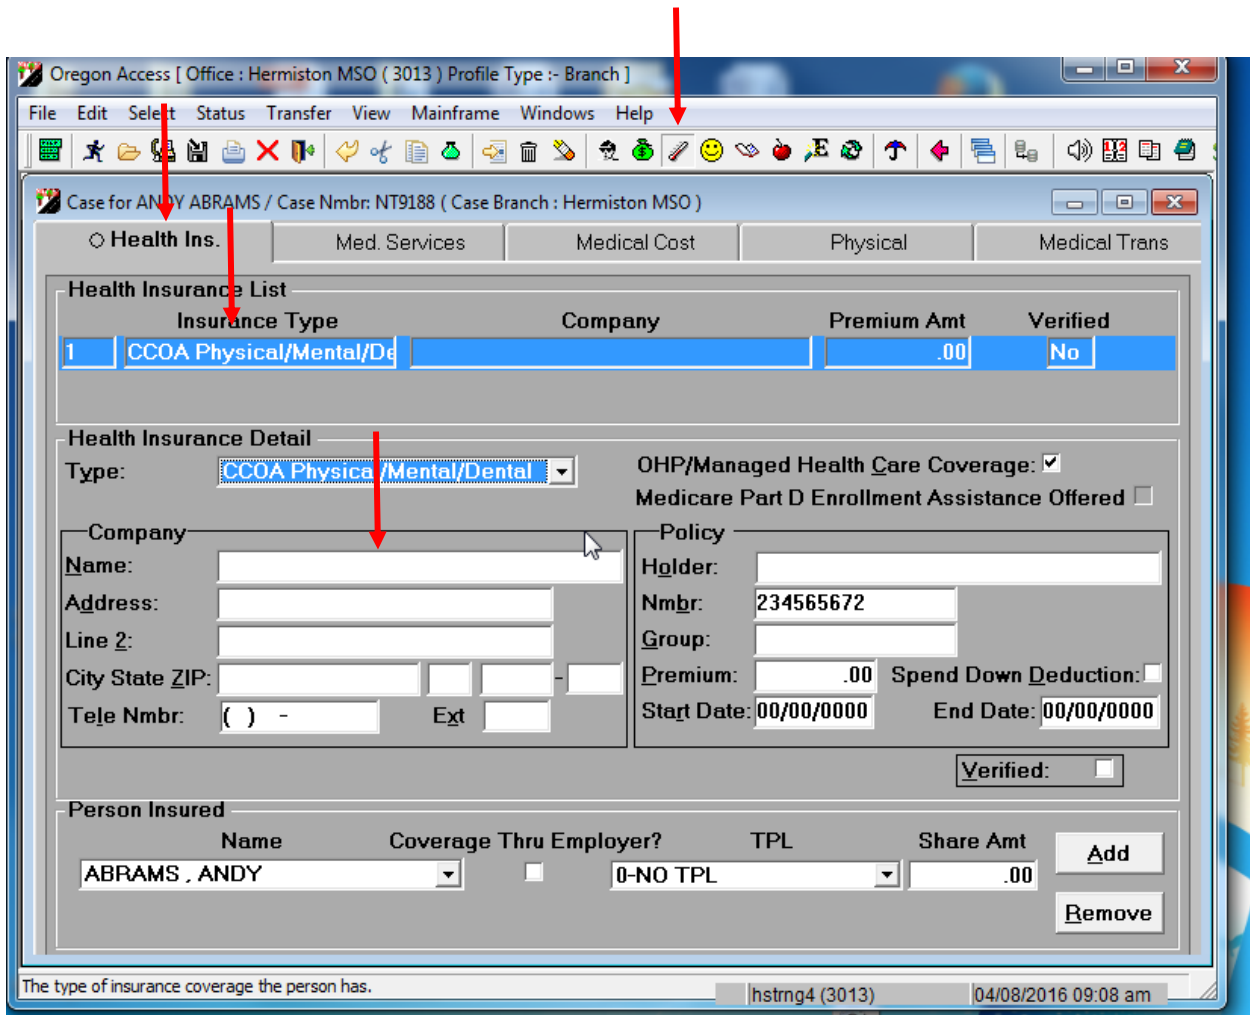 Oregon Access [ Office : Hermiston MSO ( 3013 ) Profile Type :- Branch ]
File Edit Select Status Transfer View Mainframe Windows Help
Case for ANDY ABRAMS / Case Nmbr: NT9188 ( Case Branch : Hermiston MSO )
Health Ins. Med. Services Medical Cost Physical Medical Trans
Health Insurance List
Insurance Type Company Premium Amt Verified
1 CCOA Physical/Mental/De .00 No
Health Insurance Detail
Type: CCOA Physical/Mental/Dental OHP/Managed Health Care Coverage:
Medicare Part D Enrollment Assistance Offered
Company Policy
Name: Holder:
Address: Nmbr: 234565672
Line 2: Group:
City State ZIP: - Premium: .00 Spend Down Deduction:
Tele Nmbr: ( ) - Ext Start Date: 00/00/0000 End Date: 00/00/0000
Verified:
Person Insured
Name Coverage Thru Employer? TPL Share Amt
Add
ABRAMS , ANDY 0-NO TPL .00
Remove
The type of insurance coverage the person has.
hstrng4 (3013) 04/08/2016 09:08 am